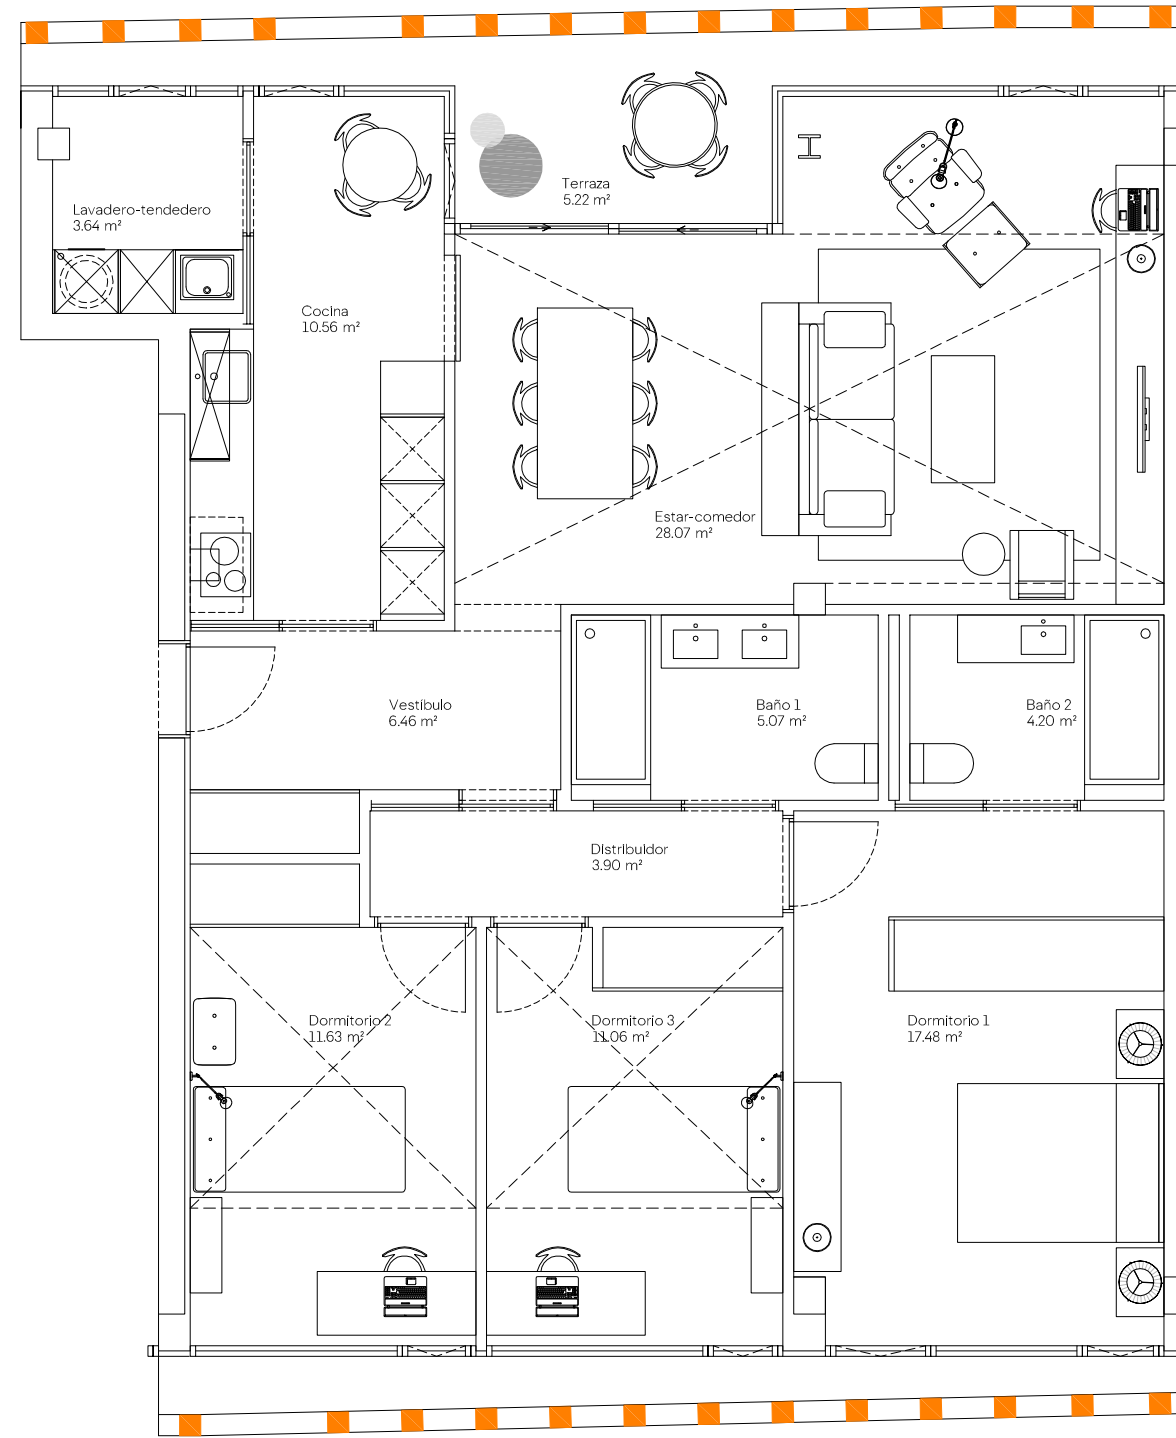 Terraza
5.22 m²
Lavadero-tendedero
3.64 m²
Cocina
10.56 m²
Estar-comedor
28.07 m²
Vestíbulo
6.46 m²
Baño 1
5.07 m²
Baño 2
4.20 m²
Distribuidor
3.90 m²
Dormitorio 2
11.63 m²
Dormitorio 3
11.06 m²
Dormitorio 1
17.48 m²